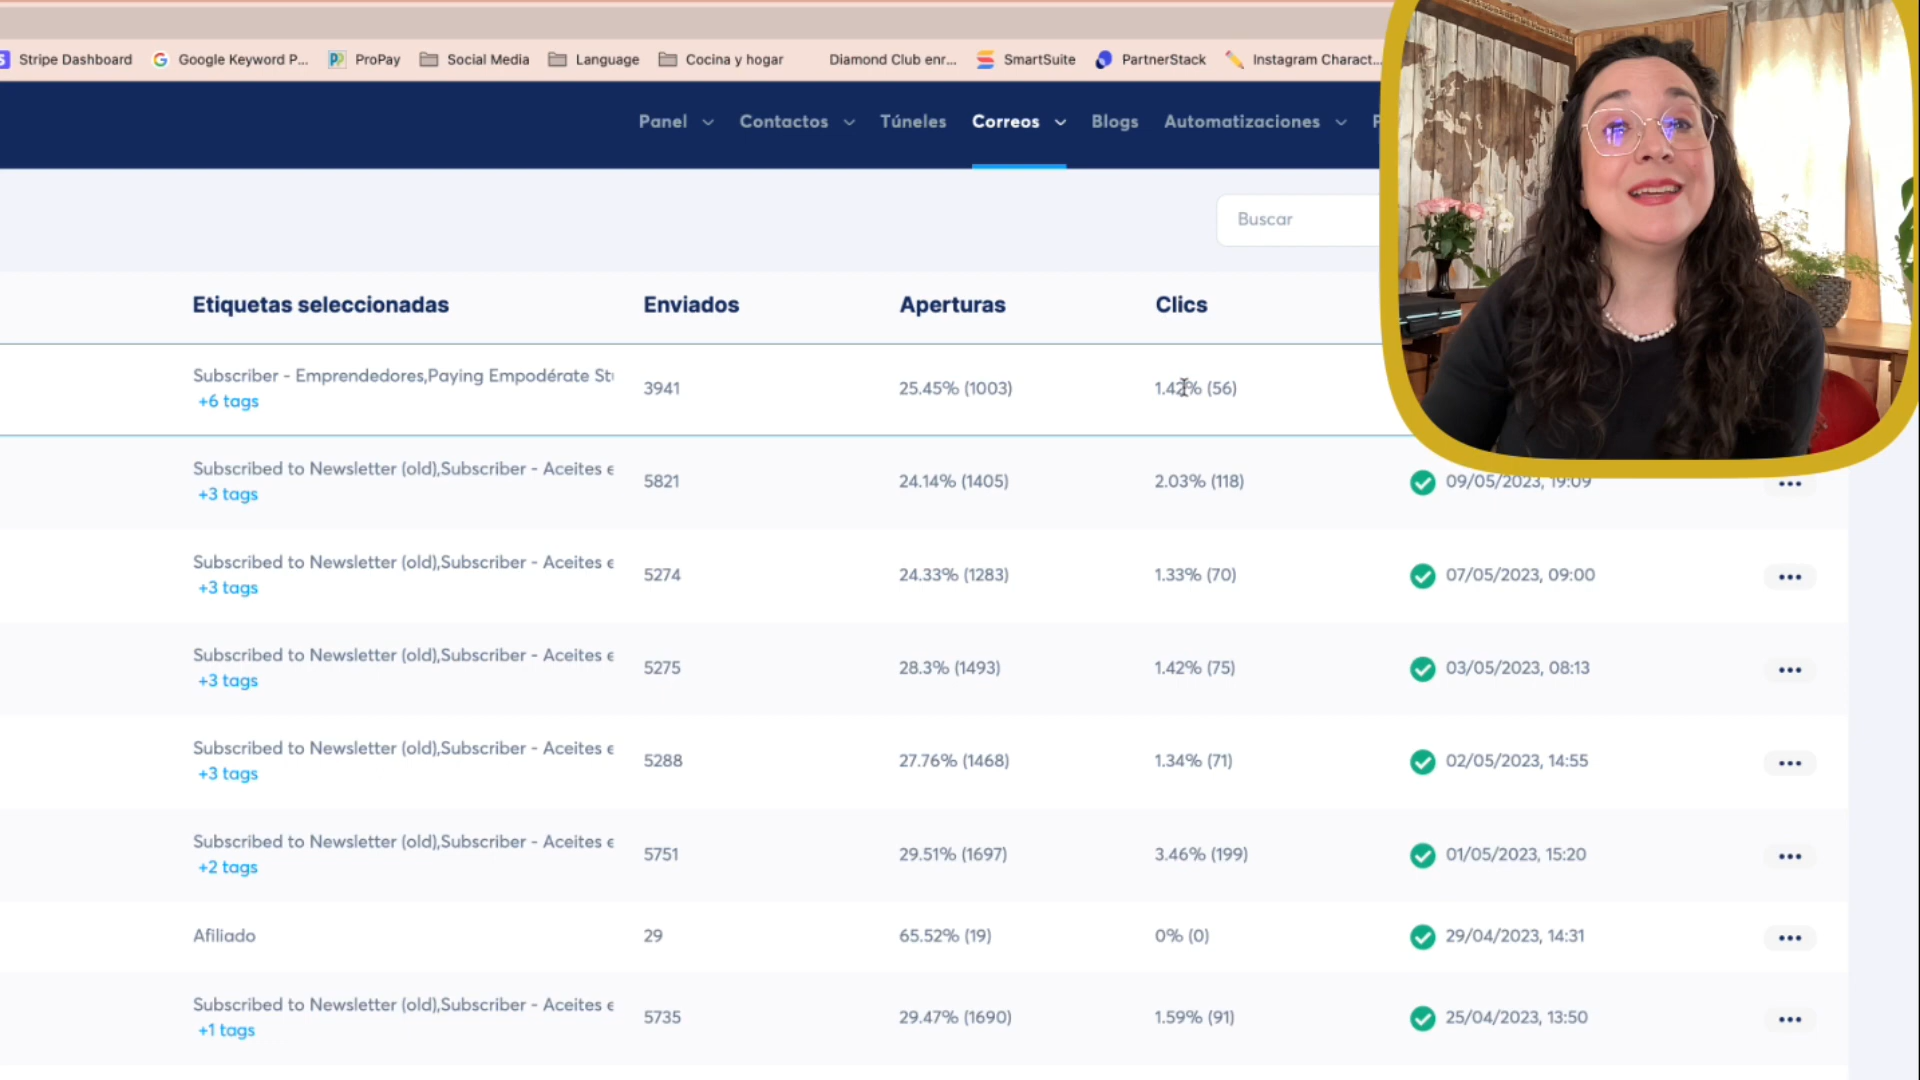 Stripe Dashboard Google Keyword P... ProPay Social Media Language Cocina y hogar Diamond Club enr... SmartSuite PartnerStack Instagram Charact...
Panel Contactos Túneles Correos Blogs Automatizaciones
Buscar
Etiquetas seleccionadas Enviados Aperturas Clics
Subscriber - Emprendedores,Paying Empodérate
+6 tags
3941 25.45% (1003) 1.42% (56)
Subscribed to Newsletter (old),Subscriber - Aceites e
+3 tags
5821 24.14% (1405) 2.03% (118) 09/05/2023, 19:09
Subscribed to Newsletter (old),Subscriber - Aceites e
+3 tags
5274 24.33% (1283) 1.33% (70) 07/05/2023, 09:00
Subscribed to Newsletter (old),Subscriber - Aceites e
+3 tags
5275 28.3% (1493) 1.42% (75) 03/05/2023, 08:13
Subscribed to Newsletter (old),Subscriber - Aceites e
+3 tags
5288 27.76% (1468) 1.34% (71) 02/05/2023, 14:55
Subscribed to Newsletter (old),Subscriber - Aceites e
+2 tags
5751 29.51% (1697) 3.46% (199) 01/05/2023, 15:20
Afiliado 29 65.52% (19) 0% (0) 29/04/2023, 14:31
Subscribed to Newsletter (old),Subscriber - Aceites e
+1 tags
5735 29.47% (1690) 1.59% (91) 25/04/2023, 13:50